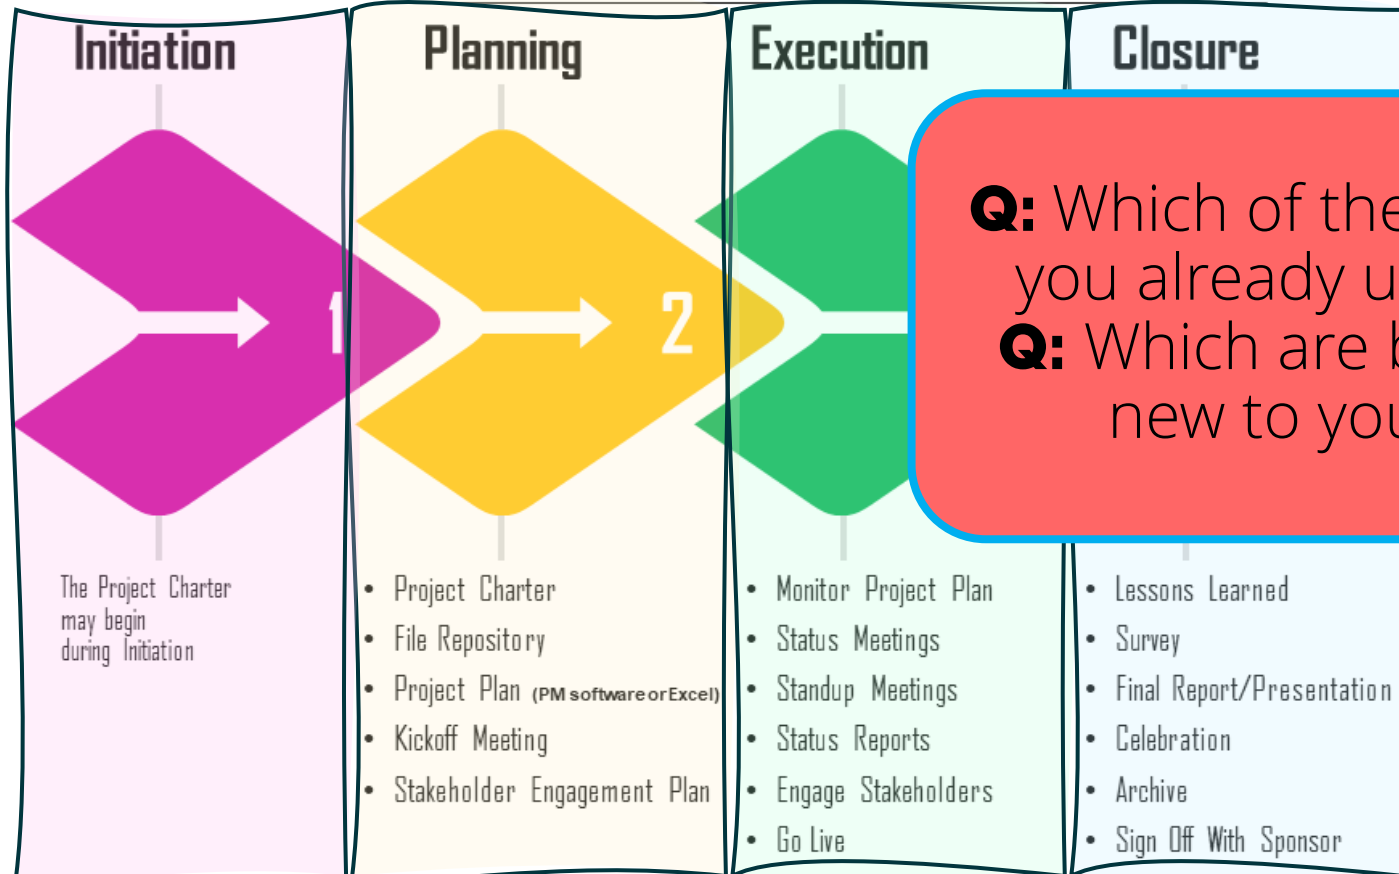 Initiation
Planning
Execution
Closure
1
2
Q: Which of the
you already
Q: Which are
new to
The Project Charter
may begin
during Initiation
• Project Charter
• File Repository
• Project Plan (PM software or Excel)
• Kickoff Meeting
• Stakeholder Engagement Plan
• Monitor Project Plan
• Status Meetings
• Standup Meetings
• Status Reports
• Engage Stakeholders
• Go Live
• Lessons Learned
• Survey
• Final Report/Presentation
• Celebration
• Archive
• Sign Off With Sponsor